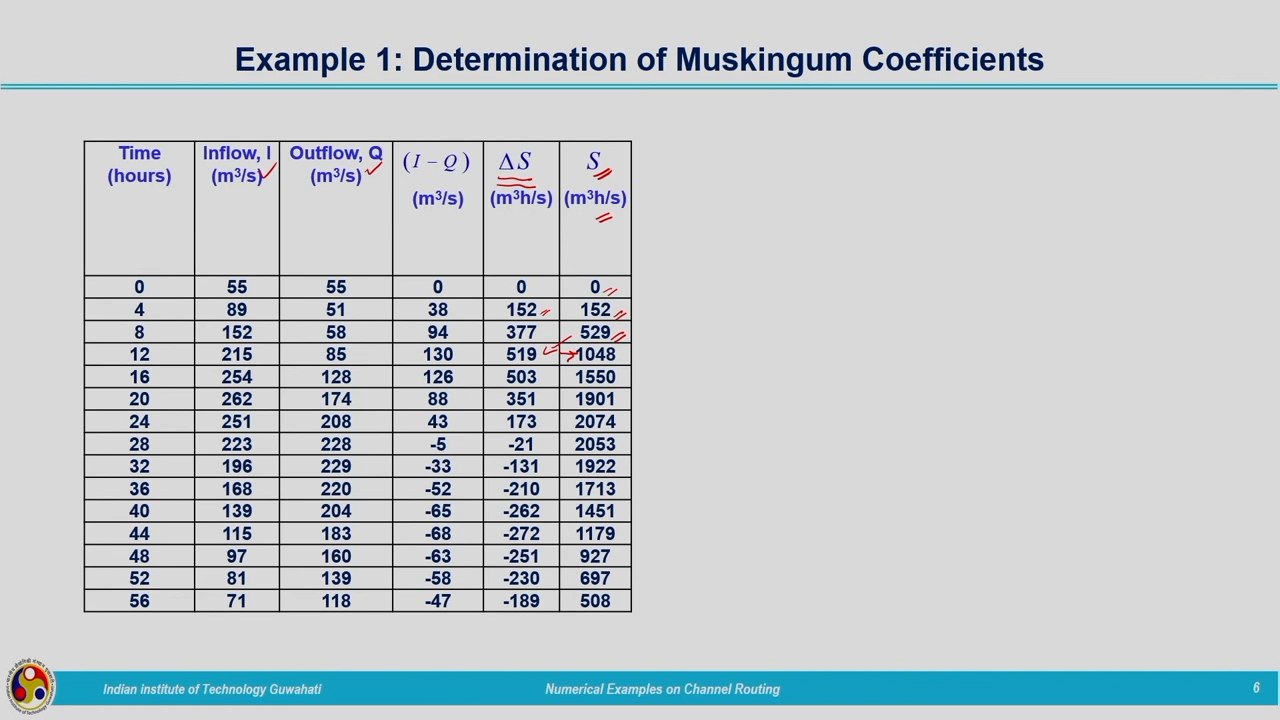 Example 1: Determination of Muskingum Coefficients
Time (hours) Inflow, I (m³/s) Outflow, Q (m³/s) (I − Q) (m³/s) ΔS (m³h/s) S (m³h/s)
0 55 55 0 0 0
4 89 51 38 152 152
8 152 58 94 377 529
12 215 85 130 519 1048
16 254 128 126 503 1550
20 262 174 88 351 1901
24 251 208 43 173 2074
28 223 228 -5 -21 2053
32 196 229 -33 -131 1922
36 168 220 -52 -210 1713
40 139 204 -65 -262 1451
44 115 183 -68 -272 1179
48 97 160 -63 -251 927
52 81 139 -58 -230 697
56 71 118 -47 -189 508
Indian institute of Technology Guwahati Numerical Examples on Channel Routing 6